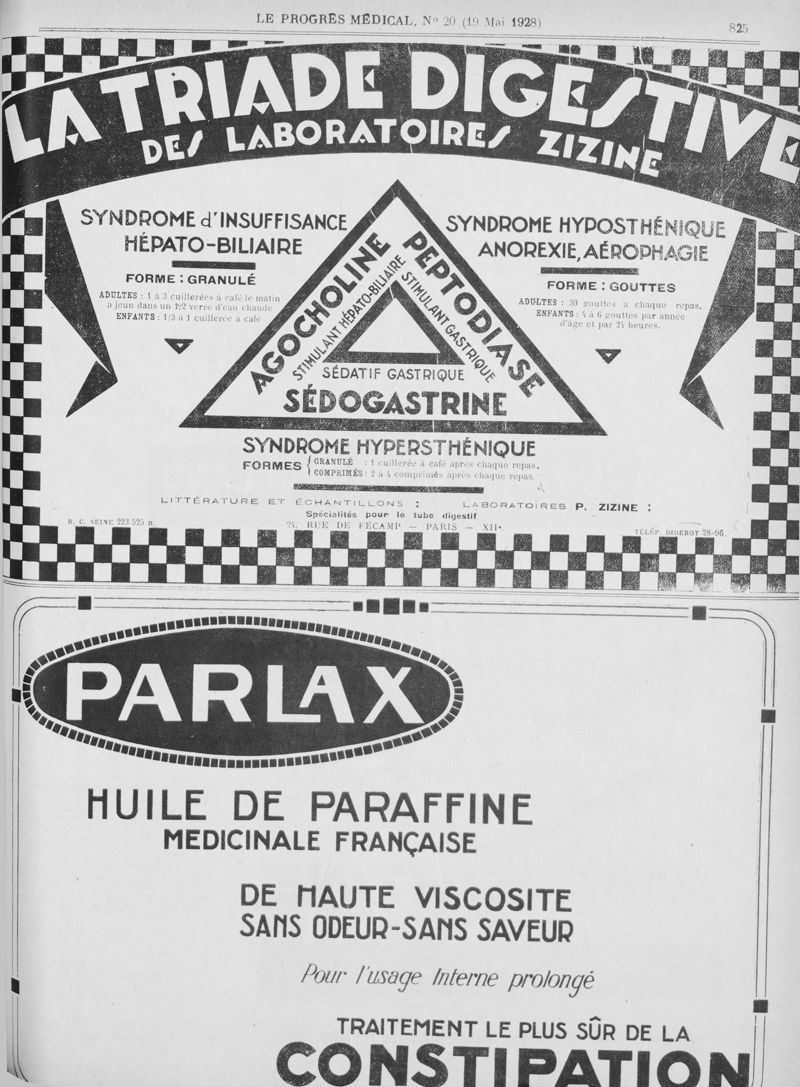 LE PROGRÈS MÉDICAL, No 20 (19 Mai 1928)
825
LA TRIADE DIGESTIVE
DES LABORATOIRES ZIZINE
SYNDROME d'INSUFFISANCE
HÉPATO-BILIAIRE
FORME : GRANULÉ
ADULTES : 1 à 3 cuillerées à café le matin
à jeun dans un 1/2 verre d'eau chaude
ENFANTS : 1/3 à 1 cuillerée à café
SYNDROME HYPOSTHÉNIQUE
ANOREXIE, AÉROPHAGIE
FORME : GOUTTES
ADULTES : 30 gouttes à chaque repas.
ENFANTS : 4 à 6 gouttes par année
d'âge et par 24 heures.
AGOCHOLINE
STIMULANT HÉPATO-BILIAIRE
PEPTODIASE
STIMULANT GASTRIQUE
SÉDATIF GASTRIQUE
SÉDOGASTRINE
SYNDROME HYPERSTHÉNIQUE
FORMES { GRANULÉ : 1 cuillerée à café après chaque repas.
COMPRIMÉS : 2 à 4 comprimés après chaque repas.
LITTÉRATURE ET ÉCHANTILLONS : LABORATOIRES P. ZIZINE :
Spécialités pour le tube digestif
24, RUE DE FÉCAMP — PARIS — XIIe
R. C. SEINE 223.525 B.
TÉLÉP. DIDEROT 28-96.
PARLAX
HUILE DE PARAFFINE
MEDICINALE FRANÇAISE
DE HAUTE VISCOSITE
SANS ODEUR-SANS SAVEUR
Pour l'usage Interne prolongé
TRAITEMENT LE PLUS SÛR DE LA
CONSTIPATION